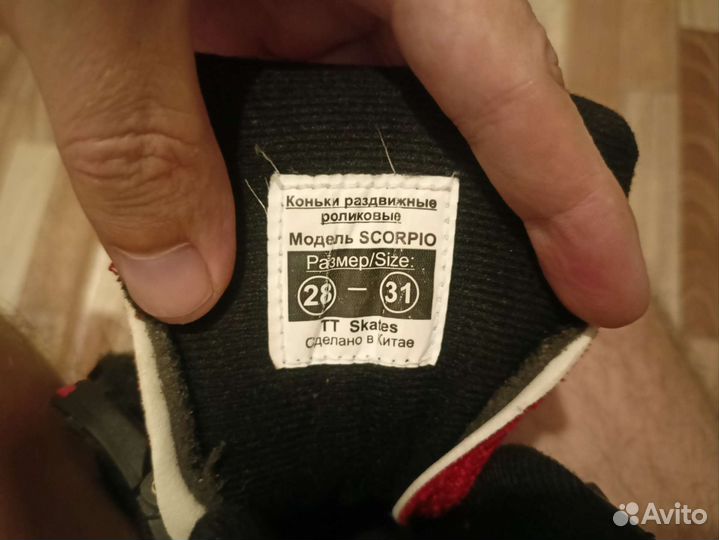 Коньки раздвижные
роликовые
Модель SCORPIO
Размер/Size:
28 — 31
TT Skates
Сделано в Китае
Avito